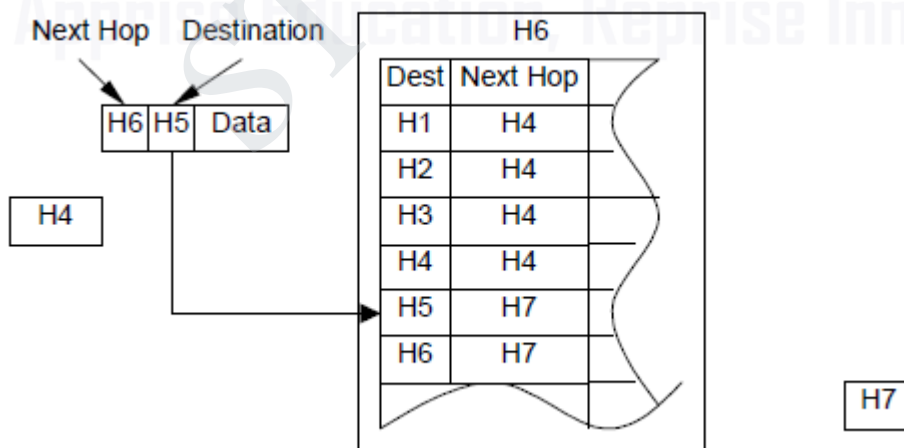 Next Hop Destination
H6
H6 H5 Data
Dest Next Hop
H1 H4
H2 H4
H3 H4
H4
H4 H4
H5 H7
H6 H7
H7